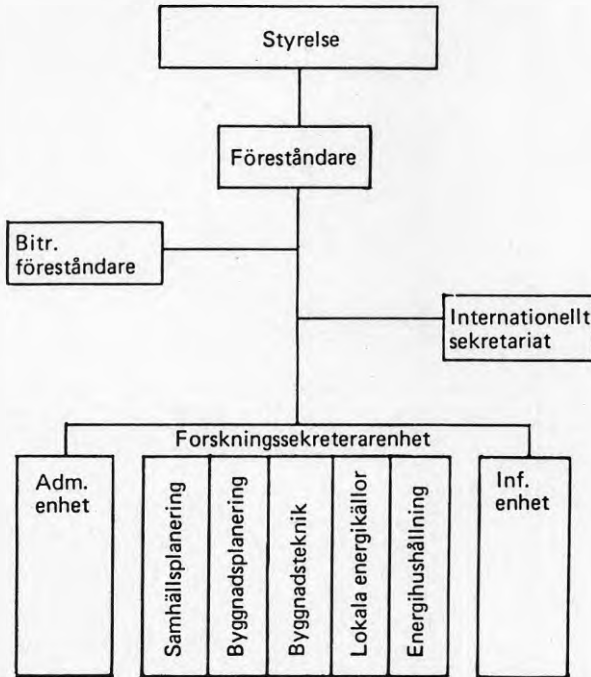 Styrelse
Föreståndare
Bitr.
föreståndare
Internationellt
sekretariat
Forskningssekreterarenhet
Adm.
enhet
Samhällsplanering
Byggnadsplanering
Byggnadsteknik
Lokala energikällor
Energihushållning
Inf.
enhet